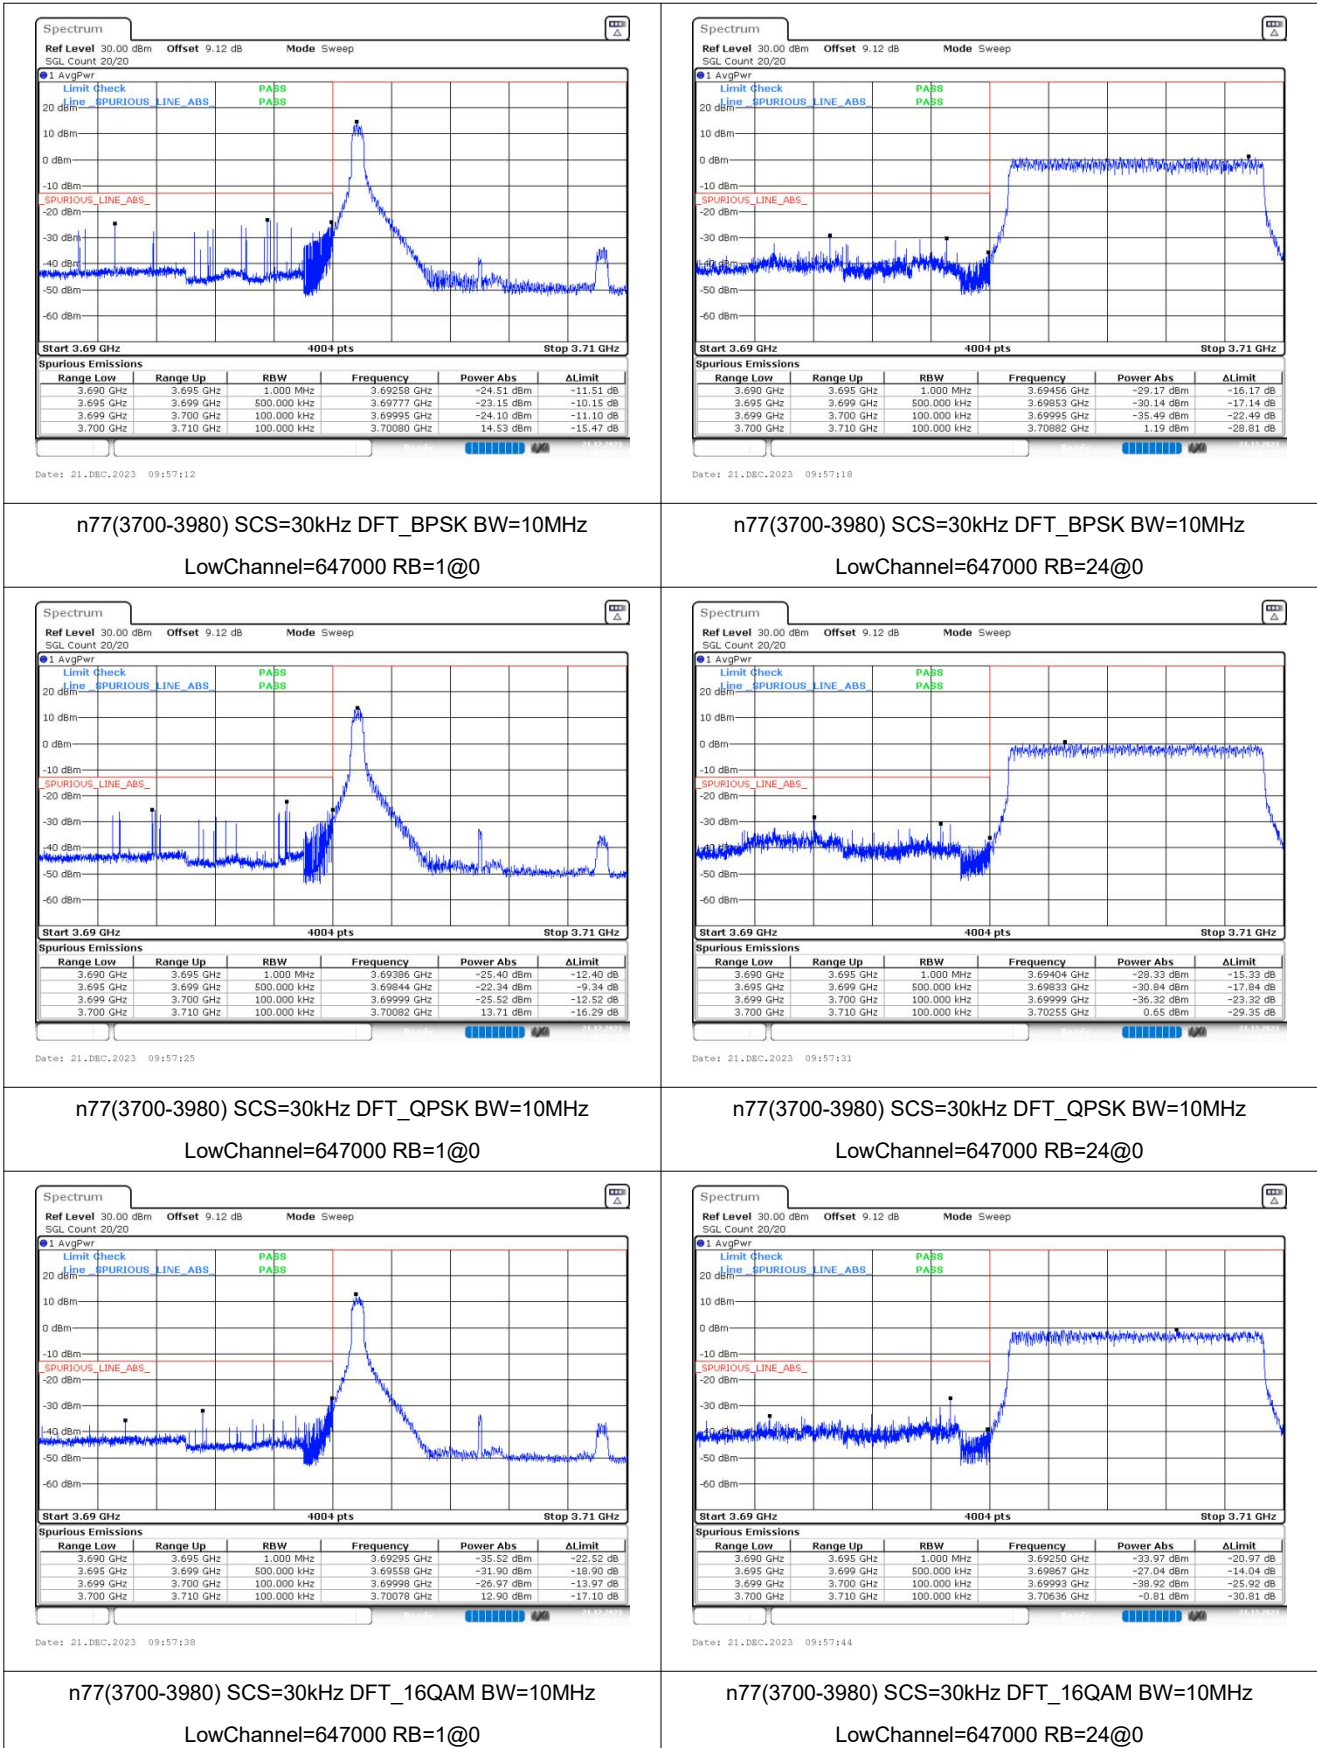 Spectrum
Ref Level 30.00 dBm Offset 9.12 dB Mode Sweep
SGL Count 20/20
1 AvgPwr
Limit Check PASS
Line _SPURIOUS_LINE_ABS_ PASS
20 dBm
10 dBm
0 dBm
-10 dBm
_SPURIOUS_LINE_ABS_
-20 dBm
-30 dBm
-40 dBm
-50 dBm
-60 dBm
Start 3.69 GHz 4004 pts Stop 3.71 GHz
Spurious Emissions
Range Low Range Up RBW Frequency Power Abs ΔLimit
3.690 GHz 3.695 GHz 1.000 MHz 3.69258 GHz -24.51 dBm -11.51 dB
3.695 GHz 3.699 GHz 500.000 kHz 3.69777 GHz -23.15 dBm -10.15 dB
3.699 GHz 3.700 GHz 100.000 kHz 3.69995 GHz -24.10 dBm -11.10 dB
3.700 GHz 3.710 GHz 100.000 kHz 3.70080 GHz 14.53 dBm -15.47 dB
Date: 21.DEC.2023 09:57:12
n77(3700-3980) SCS=30kHz DFT_BPSK BW=10MHz
LowChannel=647000 RB=1@0
Spectrum
Ref Level 30.00 dBm Offset 9.12 dB Mode Sweep
SGL Count 20/20
1 AvgPwr
Limit Check PASS
Line _SPURIOUS_LINE_ABS_ PASS
20 dBm
10 dBm
0 dBm
-10 dBm
_SPURIOUS_LINE_ABS_
-20 dBm
-30 dBm
-40 dBm
-50 dBm
-60 dBm
Start 3.69 GHz 4004 pts Stop 3.71 GHz
Spurious Emissions
Range Low Range Up RBW Frequency Power Abs ΔLimit
3.690 GHz 3.695 GHz 1.000 MHz 3.69456 GHz -29.17 dBm -16.17 dB
3.695 GHz 3.699 GHz 500.000 kHz 3.69853 GHz -30.14 dBm -17.14 dB
3.699 GHz 3.700 GHz 100.000 kHz 3.69995 GHz -35.49 dBm -22.49 dB
3.700 GHz 3.710 GHz 100.000 kHz 3.70882 GHz 1.19 dBm -28.81 dB
Date: 21.DEC.2023 09:57:18
n77(3700-3980) SCS=30kHz DFT_BPSK BW=10MHz
LowChannel=647000 RB=24@0
Spectrum
Ref Level 30.00 dBm Offset 9.12 dB Mode Sweep
SGL Count 20/20
1 AvgPwr
Limit Check PASS
Line _SPURIOUS_LINE_ABS_ PASS
20 dBm
10 dBm
0 dBm
-10 dBm
_SPURIOUS_LINE_ABS_
-20 dBm
-30 dBm
-40 dBm
-50 dBm
-60 dBm
Start 3.69 GHz 4004 pts Stop 3.71 GHz
Spurious Emissions
Range Low Range Up RBW Frequency Power Abs ΔLimit
3.690 GHz 3.695 GHz 1.000 MHz 3.69386 GHz -25.40 dBm -12.40 dB
3.695 GHz 3.699 GHz 500.000 kHz 3.69844 GHz -22.34 dBm -9.34 dB
3.699 GHz 3.700 GHz 100.000 kHz 3.69999 GHz -25.52 dBm -12.52 dB
3.700 GHz 3.710 GHz 100.000 kHz 3.70082 GHz 13.71 dBm -16.29 dB
Date: 21.DEC.2023 09:57:25
n77(3700-3980) SCS=30kHz DFT_QPSK BW=10MHz
LowChannel=647000 RB=1@0
Spectrum
Ref Level 30.00 dBm Offset 9.12 dB Mode Sweep
SGL Count 20/20
1 AvgPwr
Limit Check PASS
Line _SPURIOUS_LINE_ABS_ PASS
20 dBm
10 dBm
0 dBm
-10 dBm
_SPURIOUS_LINE_ABS_
-20 dBm
-30 dBm
-40 dBm
-50 dBm
-60 dBm
Start 3.69 GHz 4004 pts Stop 3.71 GHz
Spurious Emissions
Range Low Range Up RBW Frequency Power Abs ΔLimit
3.690 GHz 3.695 GHz 1.000 MHz 3.69404 GHz -28.33 dBm -15.33 dB
3.695 GHz 3.699 GHz 500.000 kHz 3.69833 GHz -30.84 dBm -17.84 dB
3.699 GHz 3.700 GHz 100.000 kHz 3.69999 GHz -36.32 dBm -23.32 dB
3.700 GHz 3.710 GHz 100.000 kHz 3.70255 GHz 0.65 dBm -29.35 dB
Date: 21.DEC.2023 09:57:31
n77(3700-3980) SCS=30kHz DFT_QPSK BW=10MHz
LowChannel=647000 RB=24@0
Spectrum
Ref Level 30.00 dBm Offset 9.12 dB Mode Sweep
SGL Count 20/20
1 AvgPwr
Limit Check PASS
Line _SPURIOUS_LINE_ABS_ PASS
20 dBm
10 dBm
0 dBm
-10 dBm
_SPURIOUS_LINE_ABS_
-20 dBm
-30 dBm
-40 dBm
-50 dBm
-60 dBm
Start 3.69 GHz 4004 pts Stop 3.71 GHz
Spurious Emissions
Range Low Range Up RBW Frequency Power Abs ΔLimit
3.690 GHz 3.695 GHz 1.000 MHz 3.69295 GHz -35.52 dBm -22.52 dB
3.695 GHz 3.699 GHz 500.000 kHz 3.69558 GHz -31.90 dBm -18.90 dB
3.699 GHz 3.700 GHz 100.000 kHz 3.69998 GHz -26.97 dBm -13.97 dB
3.700 GHz 3.710 GHz 100.000 kHz 3.70078 GHz 12.90 dBm -17.10 dB
Date: 21.DEC.2023 09:57:38
n77(3700-3980) SCS=30kHz DFT_16QAM BW=10MHz
LowChannel=647000 RB=1@0
Spectrum
Ref Level 30.00 dBm Offset 9.12 dB Mode Sweep
SGL Count 20/20
1 AvgPwr
Limit Check PASS
Line _SPURIOUS_LINE_ABS_ PASS
20 dBm
10 dBm
0 dBm
-10 dBm
_SPURIOUS_LINE_ABS_
-20 dBm
-30 dBm
-40 dBm
-50 dBm
-60 dBm
Start 3.69 GHz 4004 pts Stop 3.71 GHz
Spurious Emissions
Range Low Range Up RBW Frequency Power Abs ΔLimit
3.690 GHz 3.695 GHz 1.000 MHz 3.69250 GHz -33.97 dBm -20.97 dB
3.695 GHz 3.699 GHz 500.000 kHz 3.69867 GHz -27.04 dBm -14.04 dB
3.699 GHz 3.700 GHz 100.000 kHz 3.69993 GHz -38.92 dBm -25.92 dB
3.700 GHz 3.710 GHz 100.000 kHz 3.70636 GHz -0.81 dBm -30.81 dB
Date: 21.DEC.2023 09:57:44
n77(3700-3980) SCS=30kHz DFT_16QAM BW=10MHz
LowChannel=647000 RB=24@0